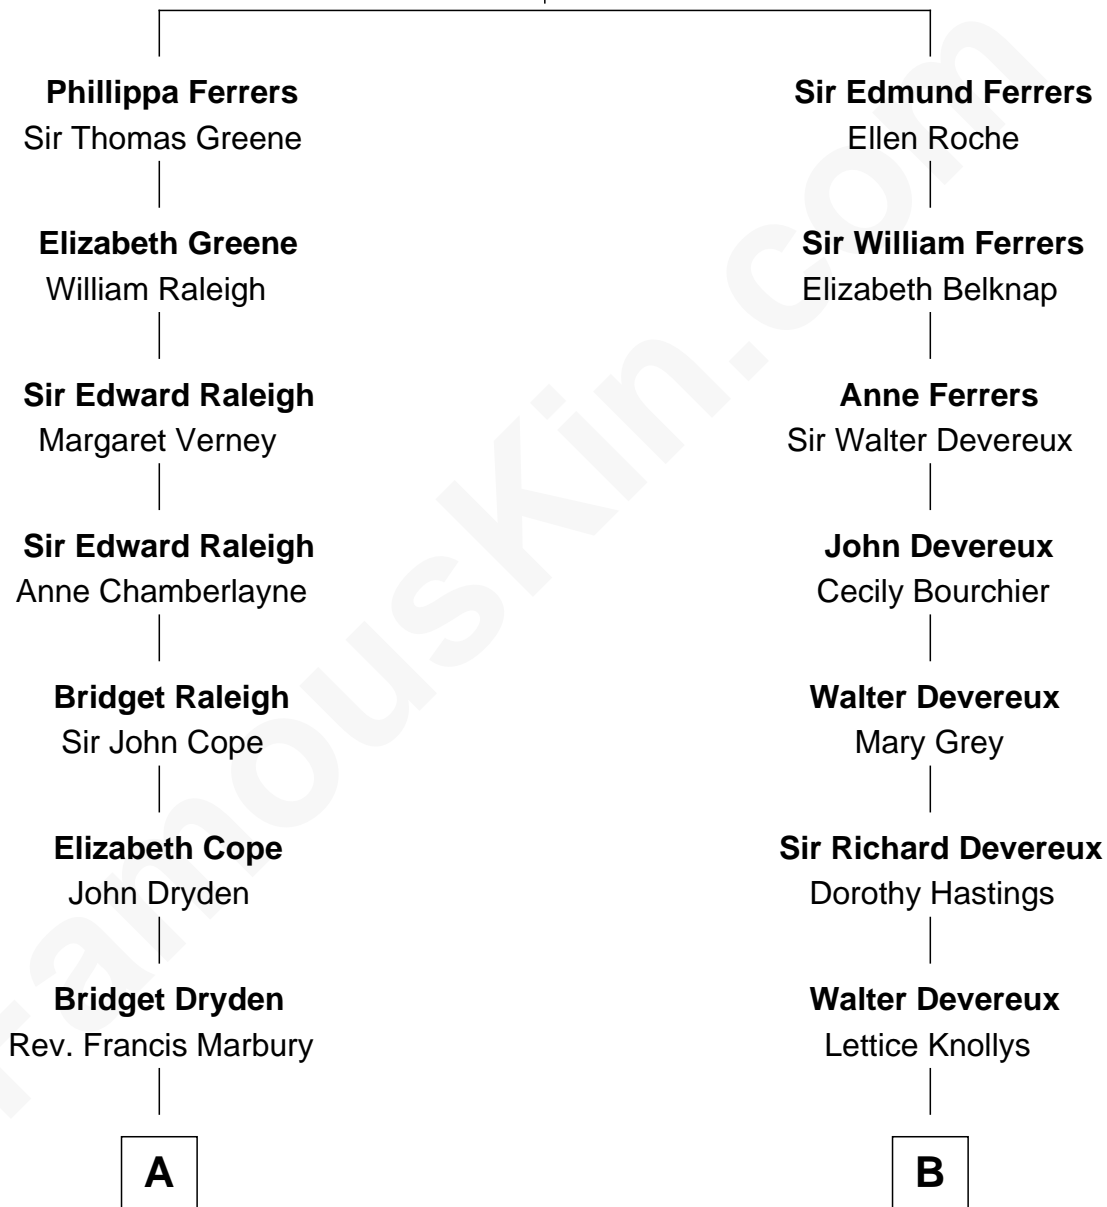 Phillippa Ferrers
Sir Thomas Greene
Elizabeth Greene
William Raleigh
Sir Edward Raleigh
Margaret Verney
Sir Edward Raleigh
Anne Chamberlayne
Bridget Raleigh
Sir John Cope
Elizabeth Cope
John Dryden
Bridget Dryden
Rev. Francis Marbury
A
Sir Edmund Ferrers
Ellen Roche
Sir William Ferrers
Elizabeth Belknap
Anne Ferrers
Sir Walter Devereux
John Devereux
Cecily Bourchier
Walter Devereux
Mary Grey
Sir Richard Devereux
Dorothy Hastings
Walter Devereux
Lettice Knollys
B
FamousKin.com